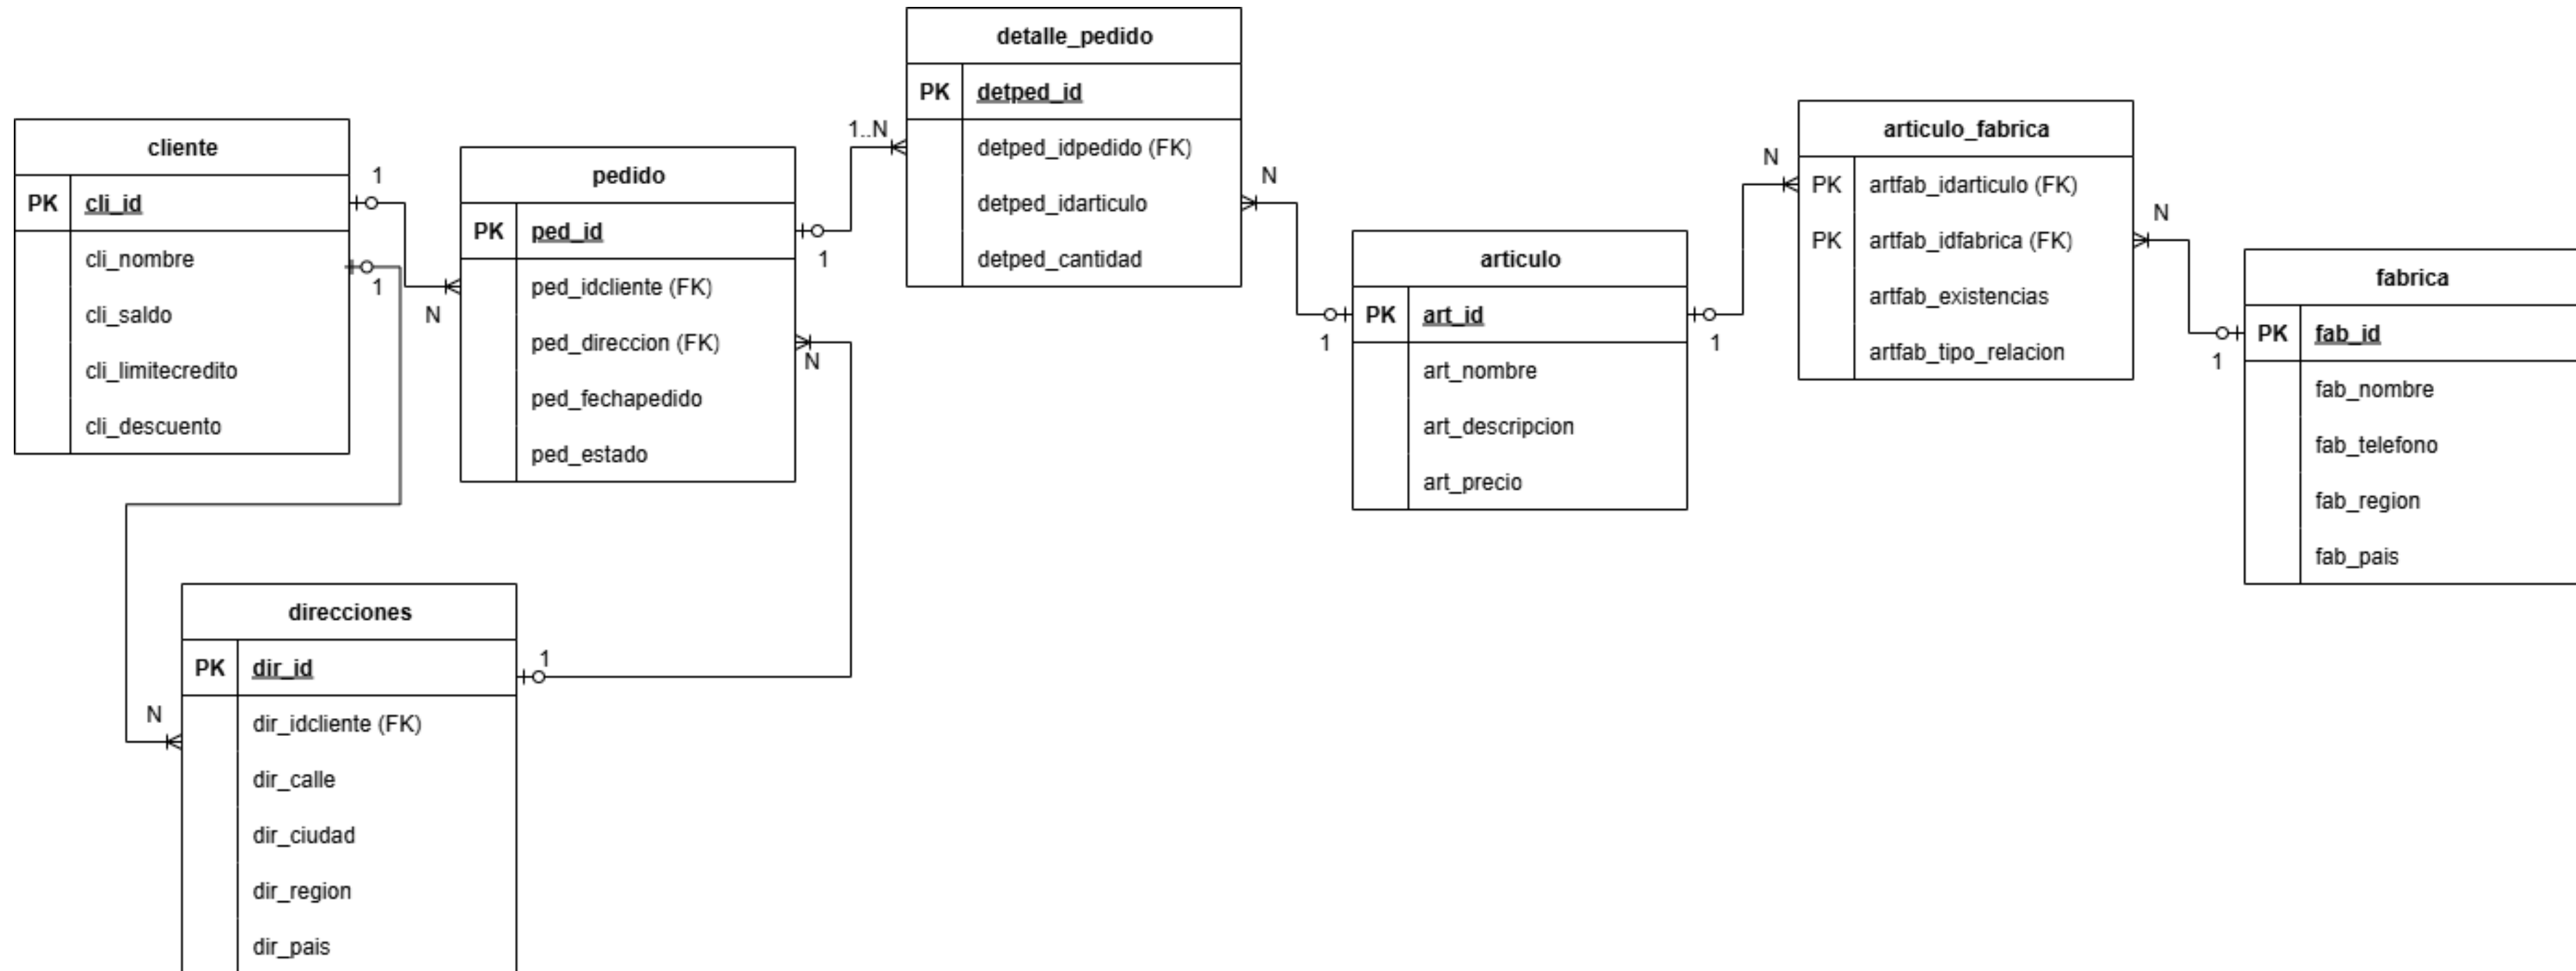 detalle_pedido
PK detped_id
detped_idpedido (FK)
detped_idarticulo
detped_cantidad
cliente
PK cli_id
cli_nombre
cli_saldo
cli_limitecredito
cli_descuento
1
1
N
pedido
PK ped_id
ped_idcliente (FK)
ped_direccion (FK)
ped_fechapedido
ped_estado
1..N
1
N
N
1
articulo
PK art_id
art_nombre
art_descripcion
art_precio
1
N
articulo_fabrica
PK artfab_idarticulo (FK)
PK artfab_idfabrica (FK)
artfab_existencias
artfab_tipo_relacion
N
1
fabrica
PK fab_id
fab_nombre
fab_telefono
fab_region
fab_pais
direcciones
PK dir_id
dir_idcliente (FK)
dir_calle
dir_ciudad
dir_region
dir_pais
N
1